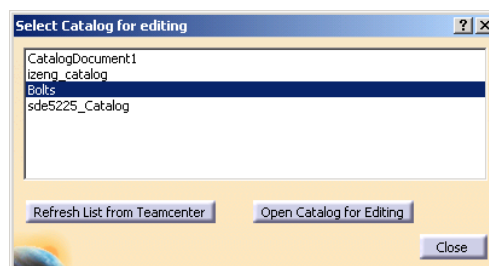 Select Catalog for editing
CatalogDocument1
izeng_catalog
Bolts
sde5225_Catalog
Refresh List from Teamcenter
Open Catalog for Editing
Close